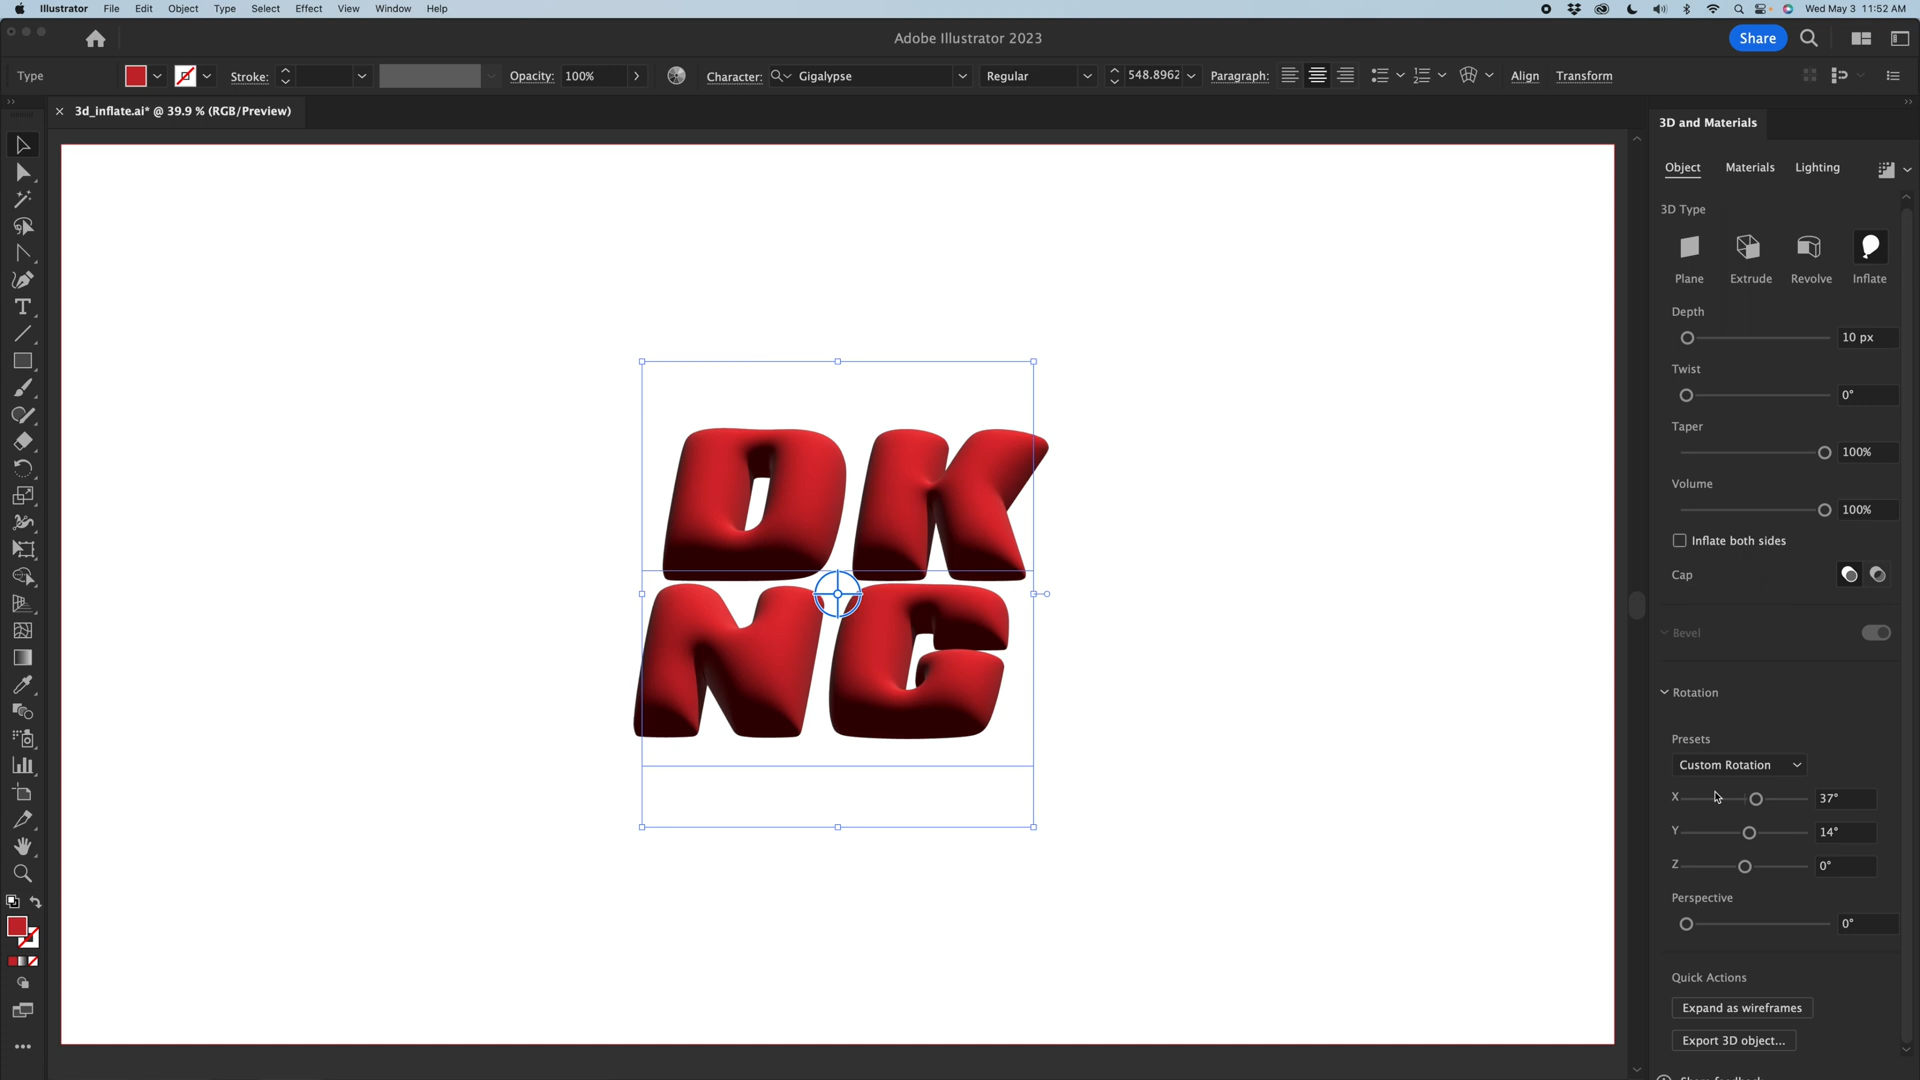 Illustrator File Edit Object Type Select Effect View Window Help Wed May 3 11:52 AM
Adobe Illustrator 2023 Share
Type Stroke: Opacity: 100% Character: Gigalypse Regular 548.8962 Paragraph: Align Transform
3d_inflate.ai* @ 39.9 % (RGB/Preview)
3D and Materials
Object Materials Lighting
3D Type
Plane Extrude Revolve Inflate
Depth
10 px
Twist
0°
Taper
100%
Volume
100%
Inflate both sides
Cap
Bevel
Rotation
Presets
Custom Rotation
X 37°
Y 14°
Z 0°
Perspective
0°
Quick Actions
Expand as wireframes
Export 3D object...
DK
NG